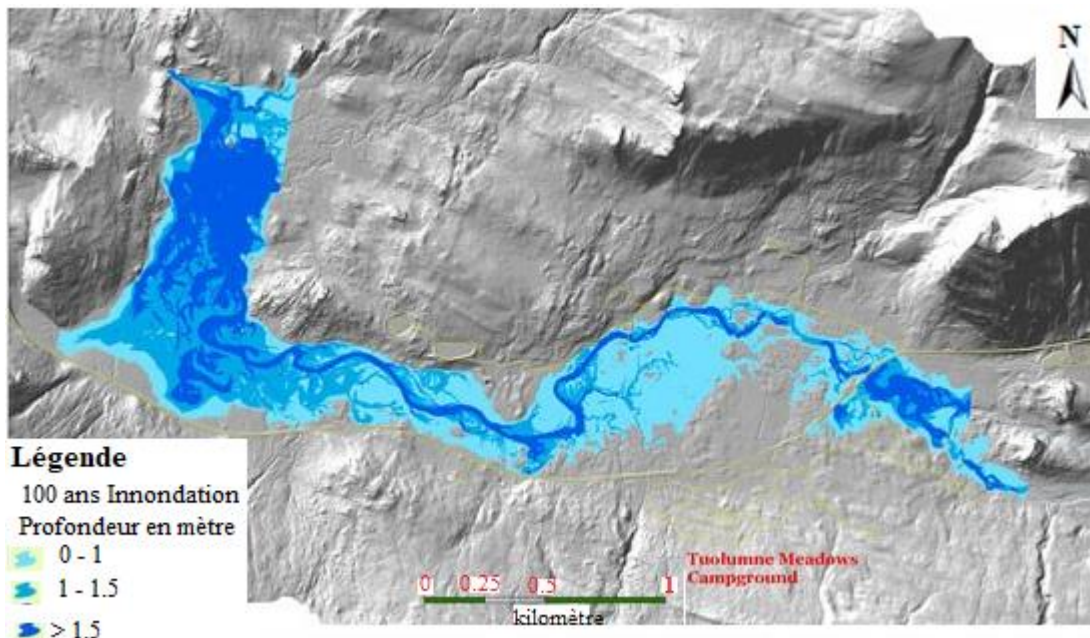 N
Légende
100 ans Innondation
Profondeur en mètre
0 - 1
1 - 1.5
> 1.5
0 0.25 0.5 1
kilomètre
Tuolumne Meadows
Campground